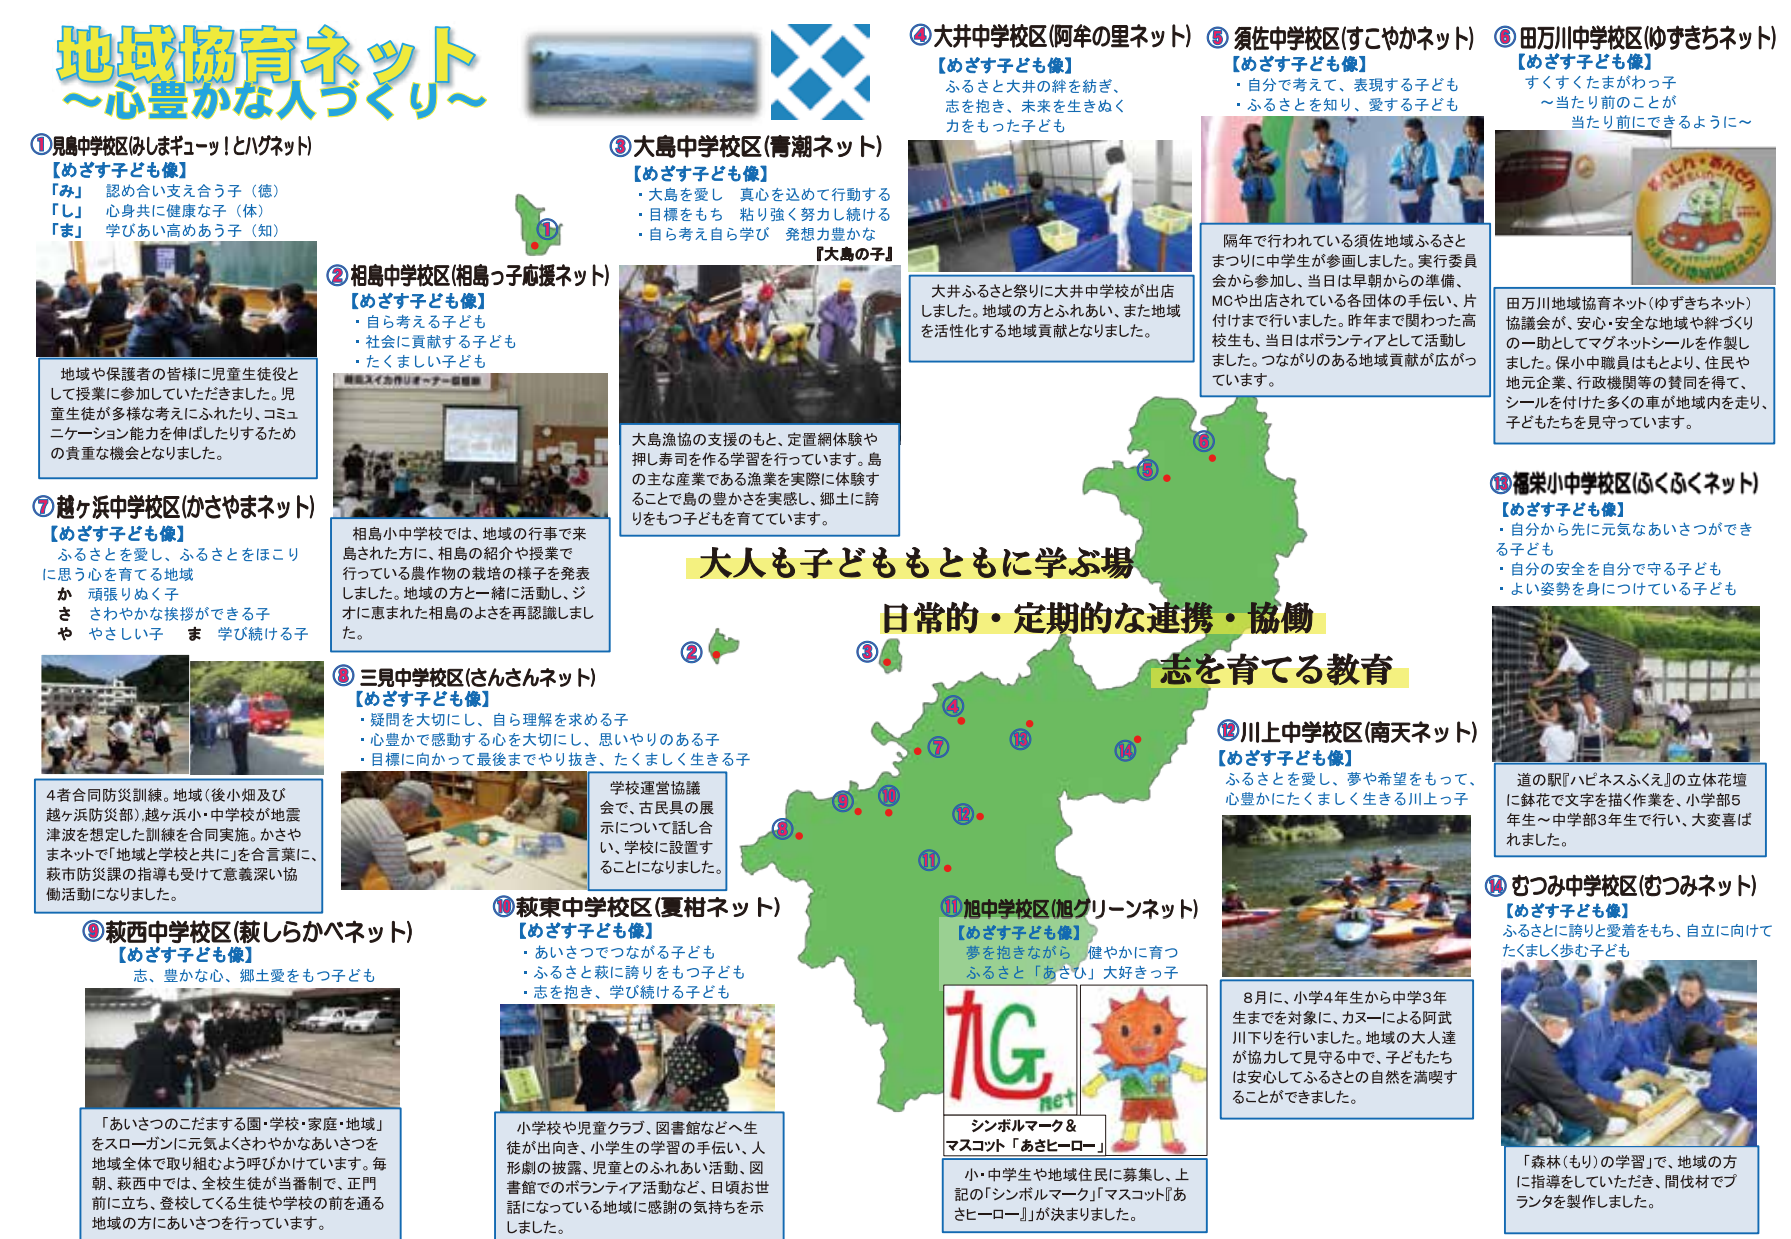 地域協育ネット
～心豊かな人づくり～
①見島中学校区(みしまギューッ!とハグネット)
【めざす子ども像】
「み」　認め合い支え合う子（徳）
「し」　心身共に健康な子（体）
「ま」　学びあい高めあう子（知）
地域や保護者の皆様に児童生徒役と
して授業に参加していただきました。児
童生徒が多様な考えにふれたり、コミュ
ニケーション能力を伸ばしたりするため
の貴重な機会となりました。
②相島中学校区(相島っ子応援ネット)
【めざす子ども像】
・自ら考える子ども
・社会に貢献する子ども
・たくましい子ども
相島スイカ作りオーナー収穫祭
相島小中学校では、地域の行事で来
島された方に、相島の紹介や授業で
行っている農作物の栽培の様子を発表
しました。地域の方と一緒に活動し、ジ
オに恵まれた相島のよさを再認識しまし
た。
③大島中学校区(青潮ネット)
【めざす子ども像】
・大島を愛し　真心を込めて行動する
・目標をもち　粘り強く努力し続ける
・自ら考え自ら学び　発想力豊かな
『大島の子』
大島漁協の支援のもと、定置網体験や
押し寿司を作る学習を行っています。島
の主な産業である漁業を実際に体験す
ることで島の豊かさを実感し、郷土に誇
りをもつ子どもを育てています。
④大井中学校区(阿牟の里ネット)
【めざす子ども像】
ふるさと大井の絆を紡ぎ、
志を抱き、未来を生きぬく
力をもった子ども
大井ふるさと祭りに大井中学校が出店
しました。地域の方とふれあい、また地域
を活性化する地域貢献となりました。
⑤須佐中学校区(すこやかネット)
【めざす子ども像】
・自分で考えて、表現する子ども
・ふるさとを知り、愛する子ども
隔年で行われている須佐地域ふるさと
まつりに中学生が参画しました。実行委員
会から参加し、当日は早朝からの準備、
MCや出店されている各団体の手伝い、片
付けまで行いました。昨年まで関わった高
校生も、当日はボランティアとして活動し
ました。つながりのある地域貢献が広がっ
ています。
⑥田万川中学校区(ゆずきちネット)
【めざす子ども像】
すくすくたまがわっ子
～当たり前のことが
当たり前にできるように～
田万川地域協育ネット(ゆずきちネット)
協議会が、安心・安全な地域や絆づくり
の一助としてマグネットシールを作製し
ました。保小中職員はもとより、住民や
地元企業、行政機関等の賛同を得て、
シールを付けた多くの車が地域内を走り、
子どもたちを見守っています。
⑦越ヶ浜中学校区(かさやまネット)
【めざす子ども像】
ふるさとを愛し、ふるさとをほこり
に思う心を育てる地域
か　頑張りぬく子
さ　さわやかな挨拶ができる子
や　やさしい子　ま　学び続ける子
4者合同防災訓練。地域(後小畑及び
越ヶ浜防災部)、越ヶ浜小・中学校が地震
津波を想定した訓練を合同実施。かさや
まネットで「地域と学校と共に」を合言葉に、
萩市防災課の指導も受けて意義深い協
働活動になりました。
⑧三見中学校区(さんさんネット)
【めざす子ども像】
・疑問を大切にし、自ら理解を求める子
・心豊かで感動する心を大切にし、思いやりのある子
・目標に向かって最後までやり抜き、たくましく生きる子
学校運営協議
会で、古民具の展
示について話し合
い、学校に設置す
ることになりました。
⑨萩西中学校区(萩しらかべネット)
【めざす子ども像】
志、豊かな心、郷土愛をもつ子ども
「あいさつのこだまする園・学校・家庭・地域」
をスローガンに元気よくさわやかなあいさつを
地域全体で取り組むよう呼びかけています。毎
朝、萩西中では、全校生徒が当番制で、正門
前に立ち、登校してくる生徒や学校の前を通る
地域の方にあいさつを行っています。
⑩萩東中学校区(夏柑ネット)
【めざす子ども像】
・あいさつでつながる子ども
・ふるさと萩に誇りをもつ子ども
・志を抱き、学び続ける子ども
小学校や児童クラブ、図書館などへ生
徒が出向き、小学生の学習の手伝い、人
形劇の披露、児童とのふれあい活動、図
書館でのボランティア活動など、日頃お世
話になっている地域に感謝の気持ちを示
しました。
大人も子どももともに学ぶ場
日常的・定期的な連携・協働
志を育てる教育
①
②
③
④
⑤
⑥
⑦
⑧
⑨
⑩
⑪
⑫
⑬
⑭
⑪旭中学校区(旭グリーンネット)
【めざす子ども像】
夢を抱きながら　健やかに育つ
ふるさと「あさひ」大好きっ子
九G
net
シンボルマーク＆
マスコット「あさヒーロー」
小・中学生や地域住民に募集し、上
記の「シンボルマーク」「マスコット『あ
さヒーロー』」が決まりました。
⑫川上中学校区(南天ネット)
【めざす子ども像】
ふるさとを愛し、夢や希望をもって、
心豊かにたくましく生きる川上っ子
8月に、小学4年生から中学3年
生までを対象に、カヌーによる阿武
川下りを行いました。地域の大人達
が協力して見守る中で、子どもたち
は安心してふるさとの自然を満喫す
ることができました。
⑬福栄小中学校区(ふくふくネット)
【めざす子ども像】
・自分から先に元気なあいさつができ
る子ども
・自分の安全を自分で守る子ども
・よい姿勢を身につけている子ども
道の駅『ハピネスふくえ』の立体花壇
に鉢花で文字を描く作業を、小学部5
年生～中学部3年生で行い、大変喜ば
れました。
⑭むつみ中学校区(むつみネット)
【めざす子ども像】
ふるさとに誇りと愛着をもち、自立に向けて
たくましく歩む子ども
「森林(もり)の学習」で、地域の方
に指導をしていただき、間伐材でプ
ランタを製作しました。